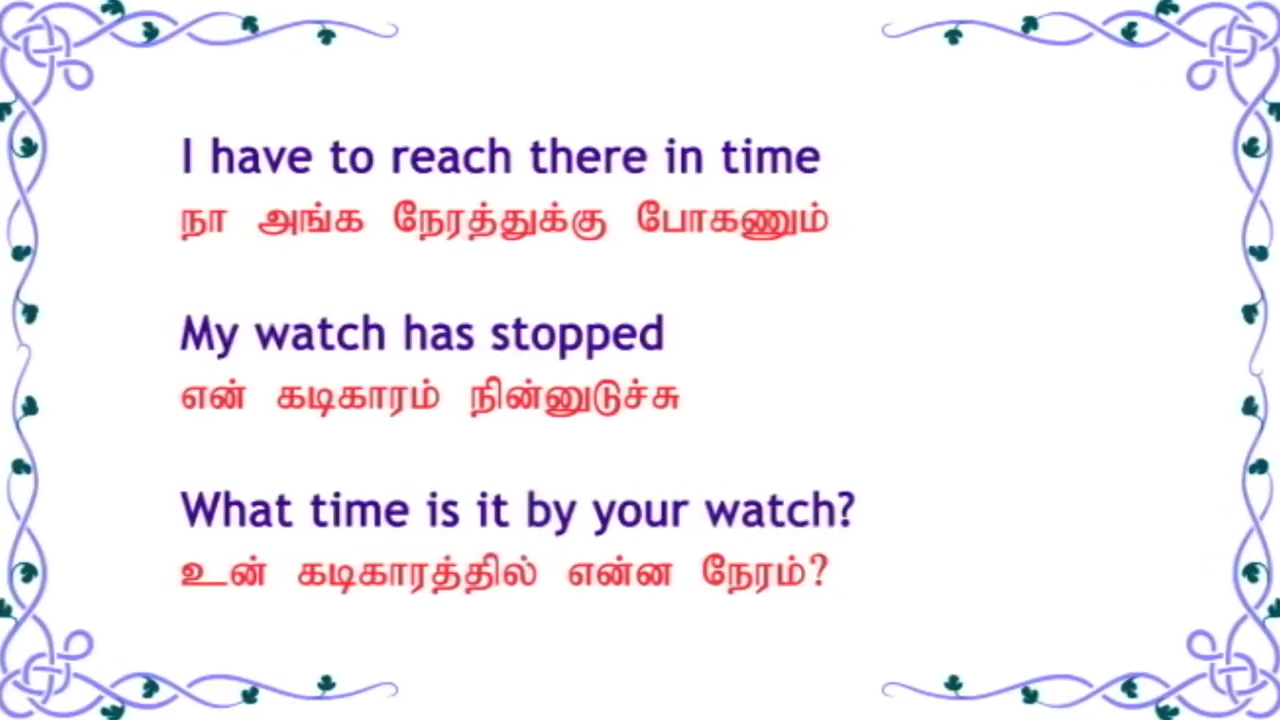 I have to reach there in time
நா அங்க நேரத்துக்கு போகணும்
My watch has stopped
என் கடிகாரம் நின்னுடுச்சு
What time is it by your watch?
உன் கடிகாரத்தில் என்ன நேரம்?